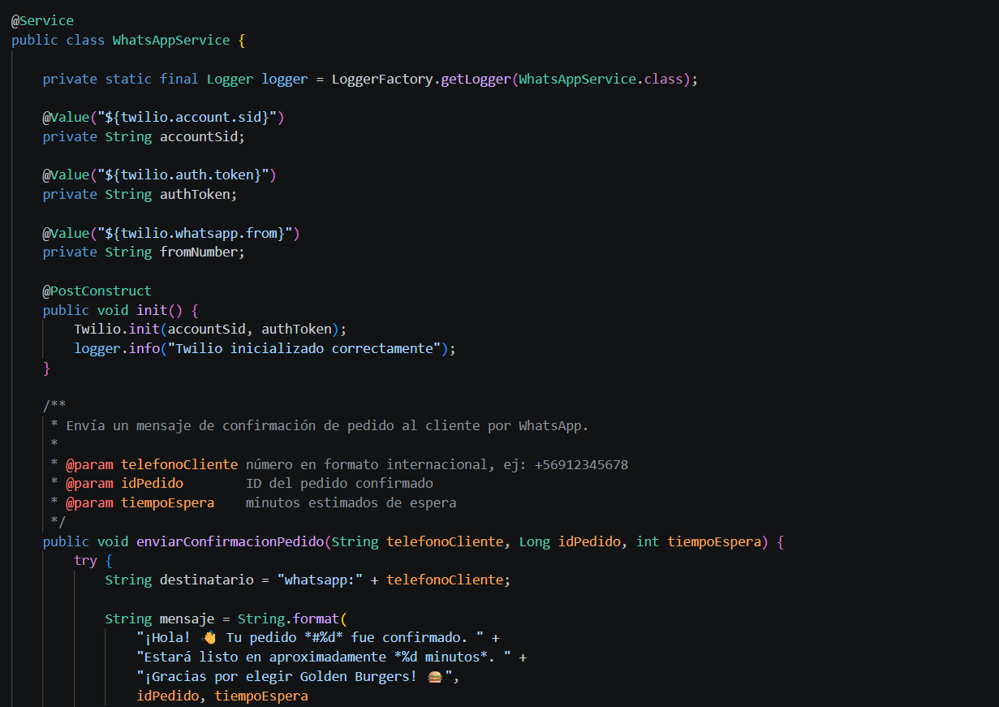 @Service
public class WhatsAppService {
private static final Logger logger = LoggerFactory.getLogger(WhatsAppService.class);
@Value("${twilio.account.sid}")
private String accountSid;
@Value("${twilio.auth.token}")
private String authToken;
@Value("${twilio.whatsapp.from}")
private String fromNumber;
@PostConstruct
public void init() {
Twilio.init(accountSid, authToken);
logger.info("Twilio inicializado correctamente");
}
/**
* Envía un mensaje de confirmación de pedido al cliente por WhatsApp.
*
* @param telefonoCliente número en formato internacional, ej: +56912345678
* @param idPedido        ID del pedido confirmado
* @param tiempoEspera    minutos estimados de espera
*/
public void enviarConfirmacionPedido(String telefonoCliente, Long idPedido, int tiempoEspera) {
try {
String destinatario = "whatsapp:" + telefonoCliente;
String mensaje = String.format(
"¡Hola! 👋 Tu pedido *#%d* fue confirmado. " +
"Estará listo en aproximadamente *%d minutos*. " +
"¡Gracias por elegir Golden Burgers! 🍔",
idPedido, tiempoEspera